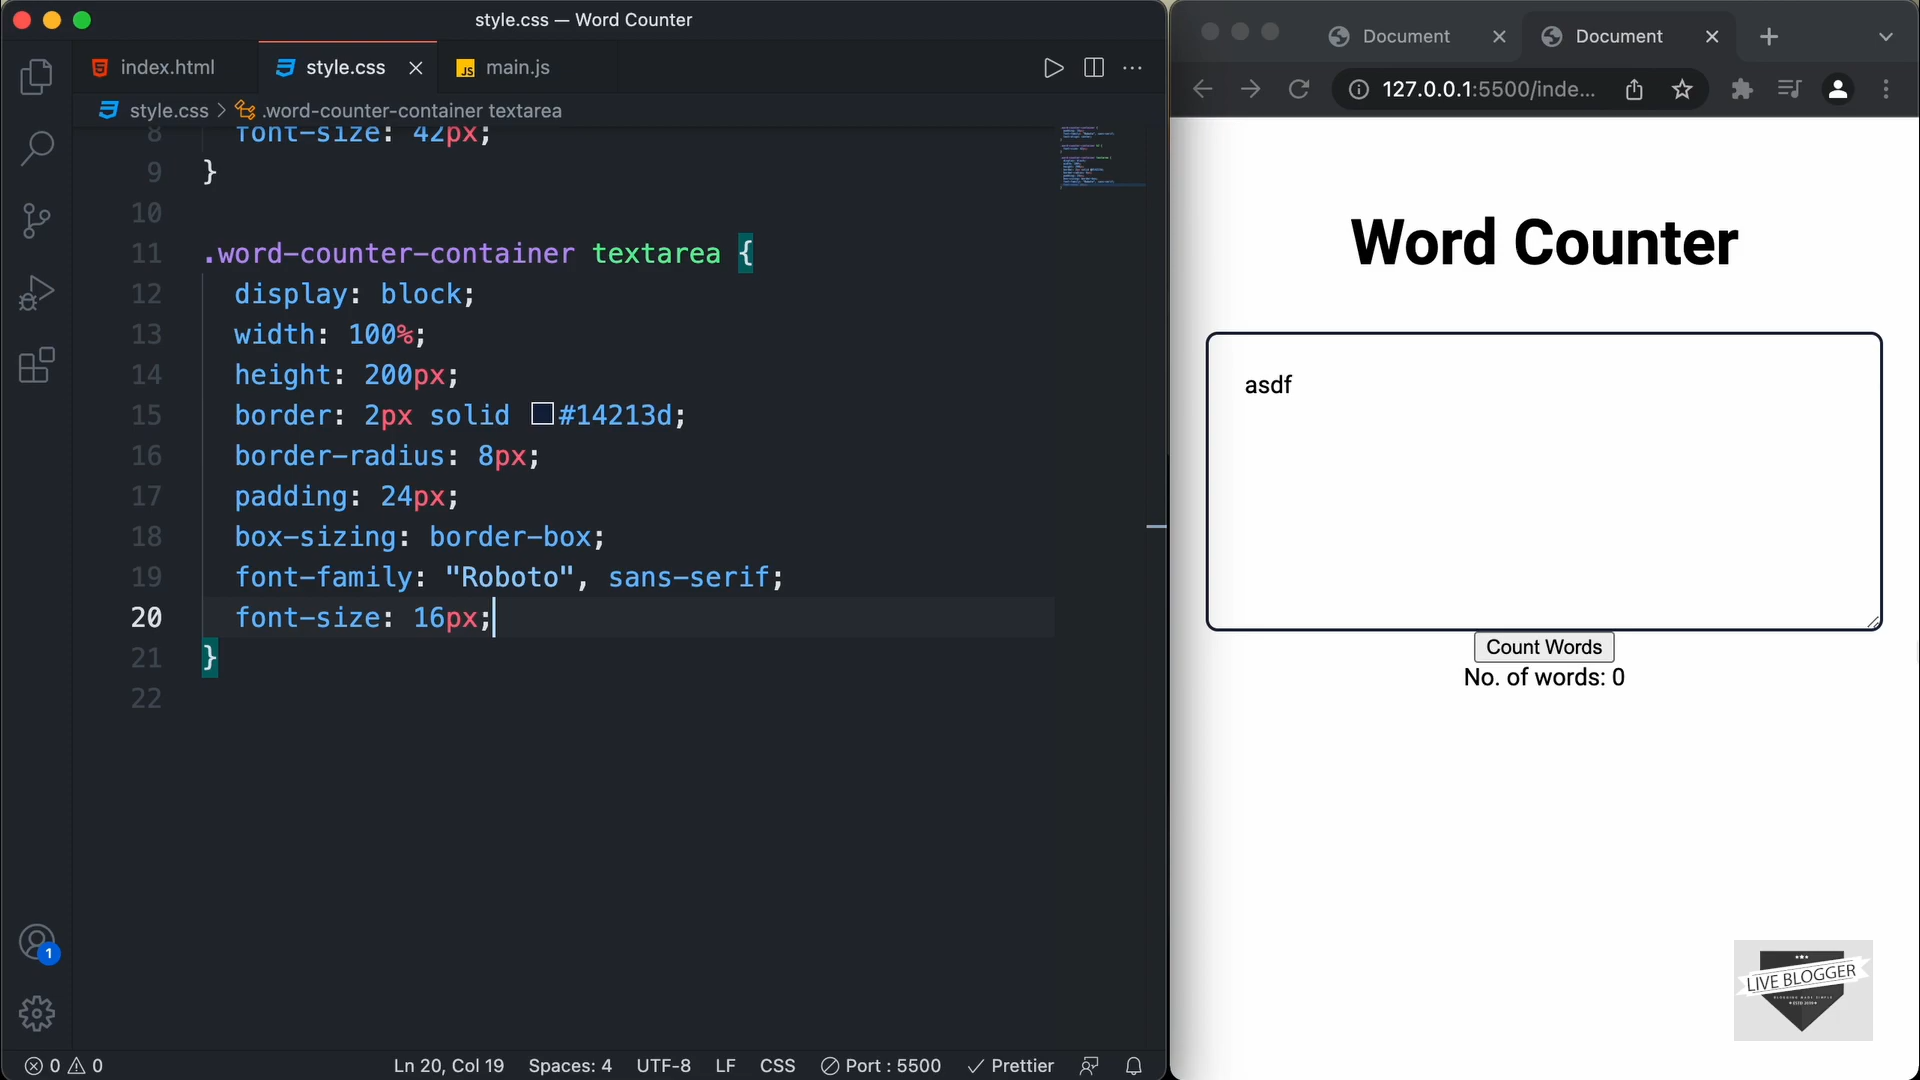 style.css — Word Counter
index.html
style.css
main.js
style.css > .word-counter-container textarea
8 font-size: 42px;
9 }
10
11 .word-counter-container textarea {
12 display: block;
13 width: 100%;
14 height: 200px;
15 border: 2px solid #14213d;
16 border-radius: 8px;
17 padding: 24px;
18 box-sizing: border-box;
19 font-family: "Roboto", sans-serif;
20 font-size: 16px;
21 }
22
1
0 0
Ln 20, Col 19
Spaces: 4
UTF-8
LF
CSS
Port : 5500
Prettier
Document
Document
127.0.0.1:5500/inde...
Word Counter
asdf
Count Words
No. of words: 0
LIVE BLOGGER